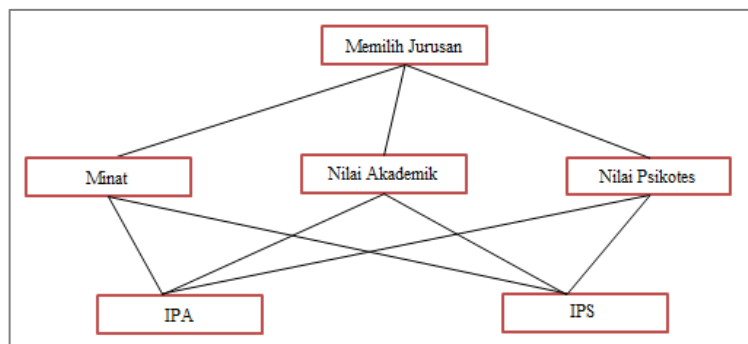 Memilih Jurusan
Minat
Nilai Akademik
Nilai Psikotes
IPA
IPS